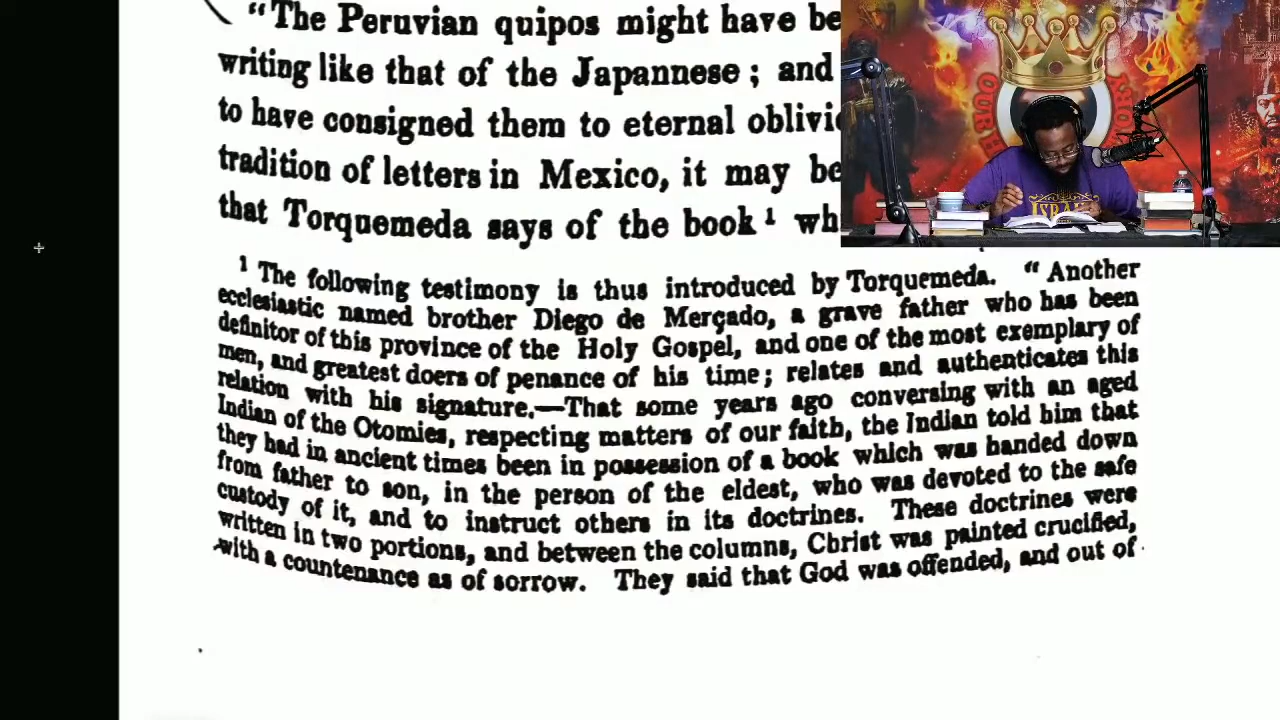 “The Peruvian quipos might have be
writing like that of the Japannese; and
to have consigned them to eternal oblivi
tradition of letters in Mexico, it may be
that Torquemeda says of the book¹ wh
¹ The following testimony is thus introduced by Torquemeda. “Another
ecclesiastic named brother Diego de Merçado, a grave father who has been
definitor of this province of the Holy Gospel, and one of the most exemplary of
men, and greatest doers of penance of his time; relates and authenticates this
relation with his signature.—That some years ago conversing with an aged
Indian of the Otomies, respecting matters of our faith, the Indian told him that
they had in ancient times been in possession of a book which was handed down
from father to son, in the person of the eldest, who was devoted to the safe
custody of it, and to instruct others in its doctrines. These doctrines were
written in two portions, and between the columns, Christ was painted crucified,
with a countenance as of sorrow. They said that God was offended, and out of
OUR
ISRA